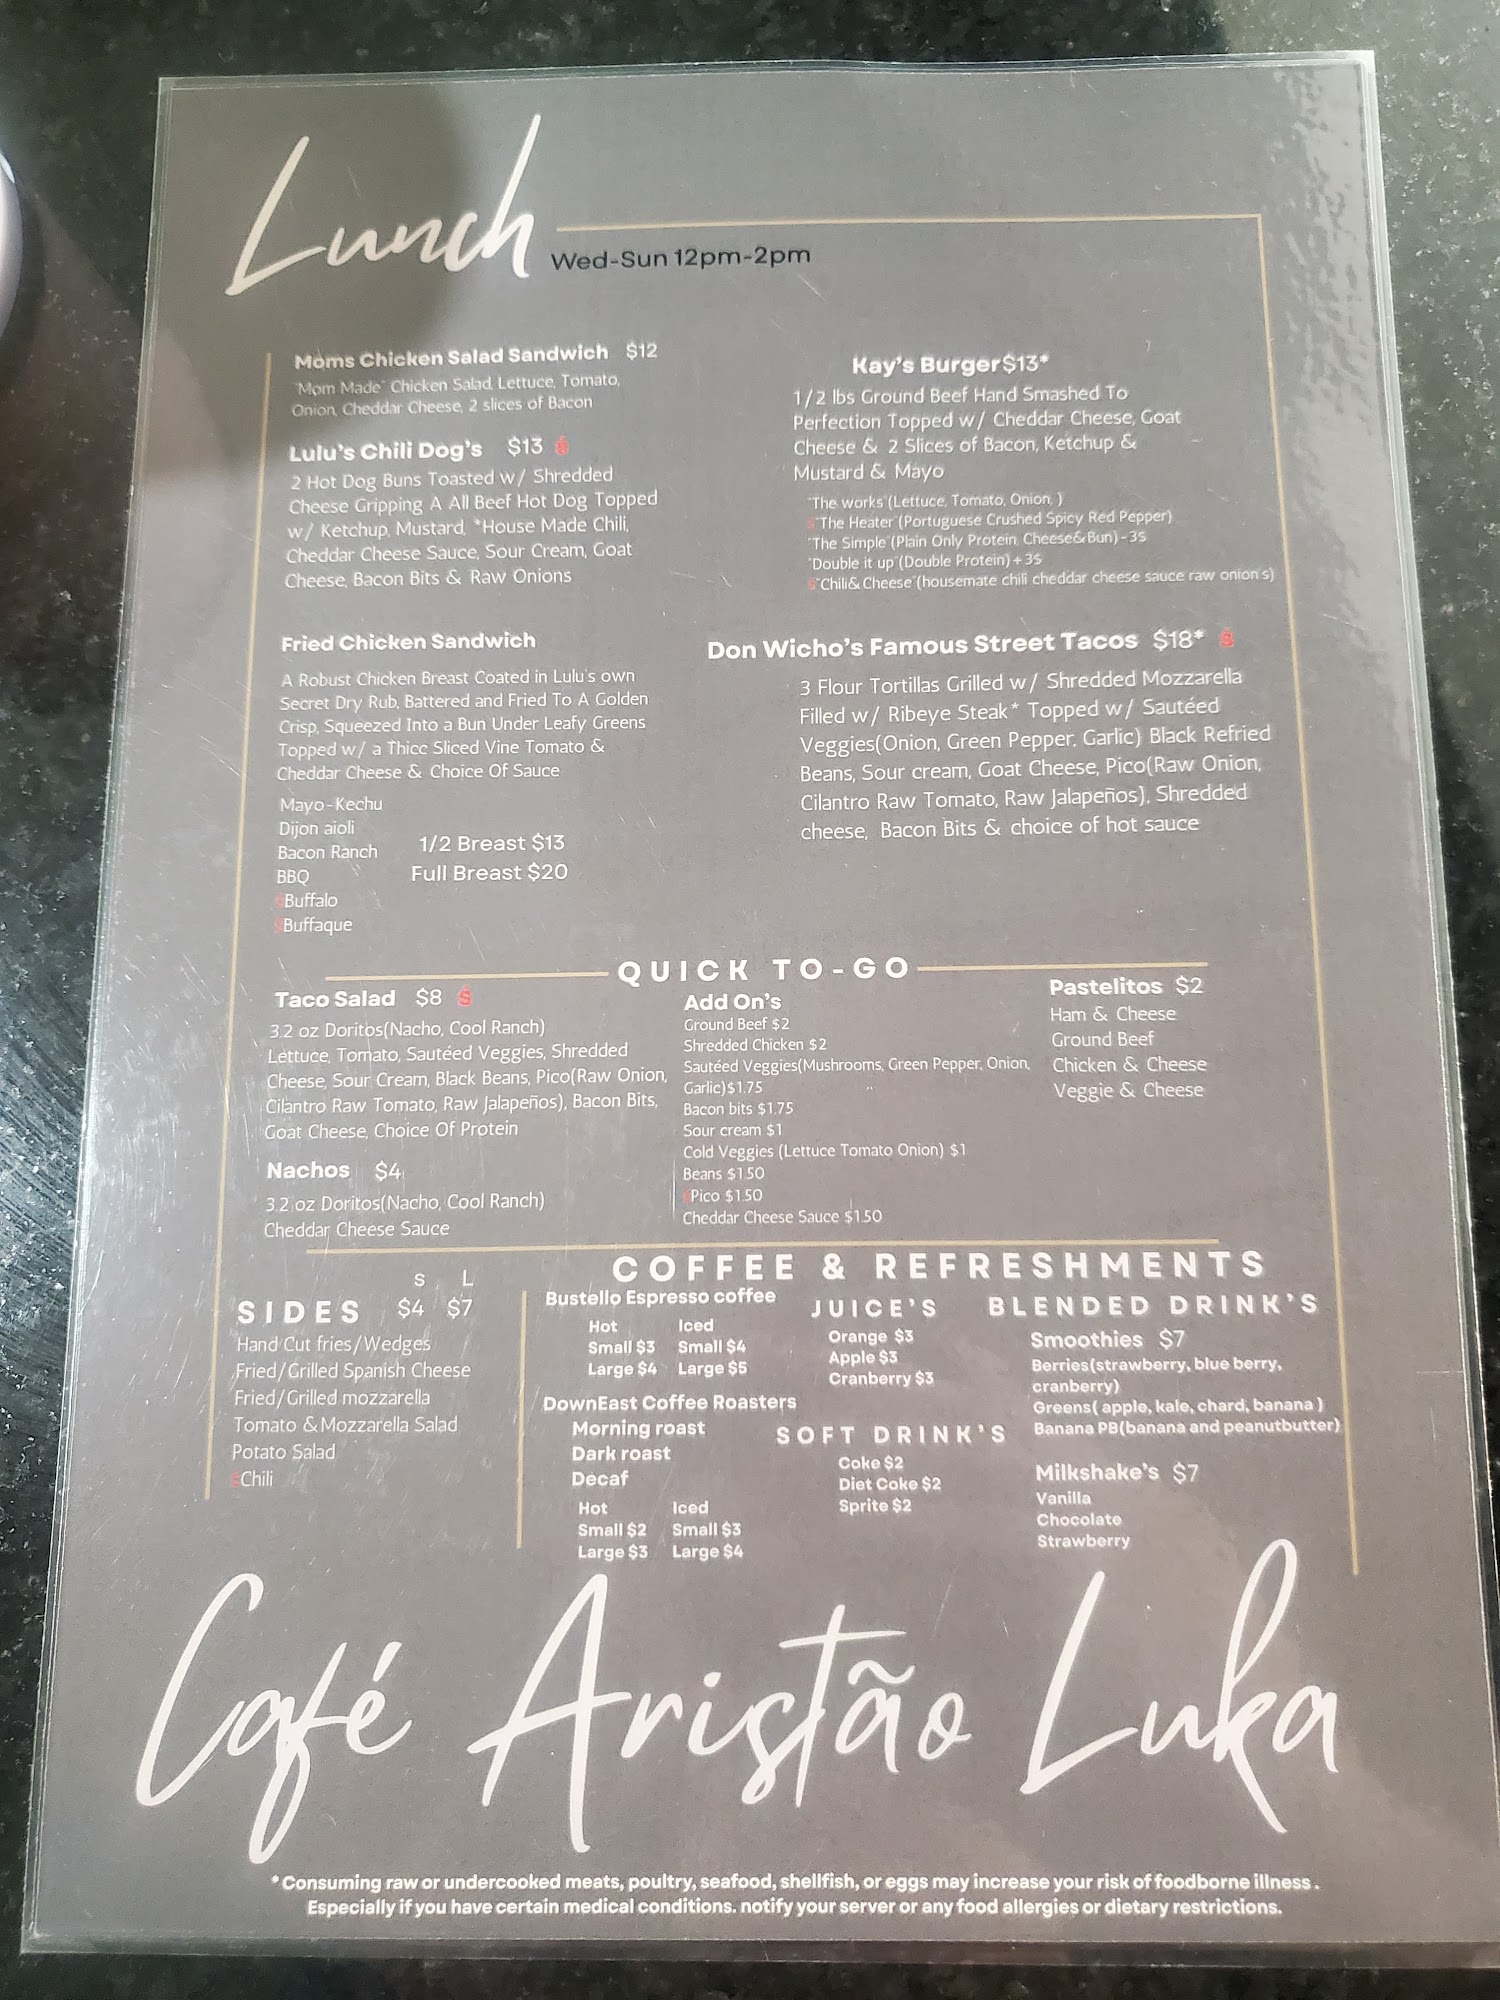 Lunch
Wed-Sun 12pm-2pm
Moms Chicken Salad Sandwich $12
"Mom Made" Chicken Salad, Lettuce, Tomato,
Onion, Cheddar Cheese, 2 slices of Bacon
Lulu's Chili Dog's $13 S
2 Hot Dog Buns Toasted w/ Shredded
Cheese Gripping A All Beef Hot Dog Topped
w/ Ketchup, Mustard, *House Made Chili,
Cheddar Cheese Sauce, Sour Cream, Goat
Cheese, Bacon Bits & Raw Onions
Fried Chicken Sandwich
A Robust Chicken Breast Coated in Lulu's own
Secret Dry Rub, Battered and Fried To A Golden
Crisp, Squeezed Into a Bun Under Leafy Greens
Topped w/ a Thicc Sliced Vine Tomato &
Cheddar Cheese & Choice Of Sauce
Mayo-Kechu
Dijon aioli
Bacon Ranch
BBQ
SBuffalo
SBuffaque
1/2 Breast $13
Full Breast $20
Kay's Burger$13*
1/2 lbs Ground Beef Hand Smashed To
Perfection Topped w/ Cheddar Cheese, Goat
Cheese & 2 Slices of Bacon, Ketchup &
Mustard & Mayo
"The works"(Lettuce, Tomato, Onion, )
S"The Heater"(Portuguese Crushed Spicy Red Pepper)
"The Simple"(Plain Only Protein, Cheese&Bun)-3$
"Double it up"(Double Protein)+3$
S"Chili&Cheese"(housemate chili cheddar cheese sauce raw onion's)
Don Wicho's Famous Street Tacos $18* S
3 Flour Tortillas Grilled w/ Shredded Mozzarella
Filled w/ Ribeye Steak* Topped w/ Sautéed
Veggies(Onion, Green Pepper, Garlic) Black Refried
Beans, Sour cream, Goat Cheese, Pico(Raw Onion,
Cilantro Raw Tomato, Raw Jalapeños), Shredded
cheese, Bacon Bits & choice of hot sauce
QUICK TO-GO
Taco Salad $8 S
3.2 oz Doritos(Nacho, Cool Ranch)
Lettuce, Tomato, Sautéed Veggies, Shredded
Cheese, Sour Cream, Black Beans, Pico(Raw Onion,
Cilantro Raw Tomato, Raw Jalapeños), Bacon Bits,
Goat Cheese, Choice Of Protein
Nachos $4
3.2 oz Doritos(Nacho, Cool Ranch)
Cheddar Cheese Sauce
Add On's
Ground Beef $2
Shredded Chicken $2
Sautéed Veggies(Mushrooms, Green Pepper, Onion,
Garlic)$1.75
Bacon bits $1.75
Sour cream $1
Cold Veggies (Lettuce Tomato Onion) $1
Beans $1.50
SPico $1.50
Cheddar Cheese Sauce $1.50
Pastelitos $2
Ham & Cheese
Ground Beef
Chicken & Cheese
Veggie & Cheese
S L
SIDES $4 $7
Hand Cut fries/Wedges
Fried/Grilled Spanish Cheese
Fried/Grilled mozzarella
Tomato & Mozzarella Salad
Potato Salad
SChili
COFFEE & REFRESHMENTS
Bustello Espresso coffee
Hot Iced
Small $3 Small $4
Large $4 Large $5
DownEast Coffee Roasters
Morning roast
Dark roast
Decaf
Hot Iced
Small $2 Small $3
Large $3 Large $4
JUICE'S
Orange $3
Apple $3
Cranberry $3
SOFT DRINK'S
Coke $2
Diet Coke $2
Sprite $2
BLENDED DRINK'S
Smoothies $7
Berries(strawberry, blue berry,
cranberry)
Greens( apple, kale, chard, banana )
Banana PB(banana and peanutbutter)
Milkshake's $7
Vanilla
Chocolate
Strawberry
Café Aristão Luka
*Consuming raw or undercooked meats, poultry, seafood, shellfish, or eggs may increase your risk of foodborne illness.
Especially if you have certain medical conditions. notify your server or any food allergies or dietary restrictions.